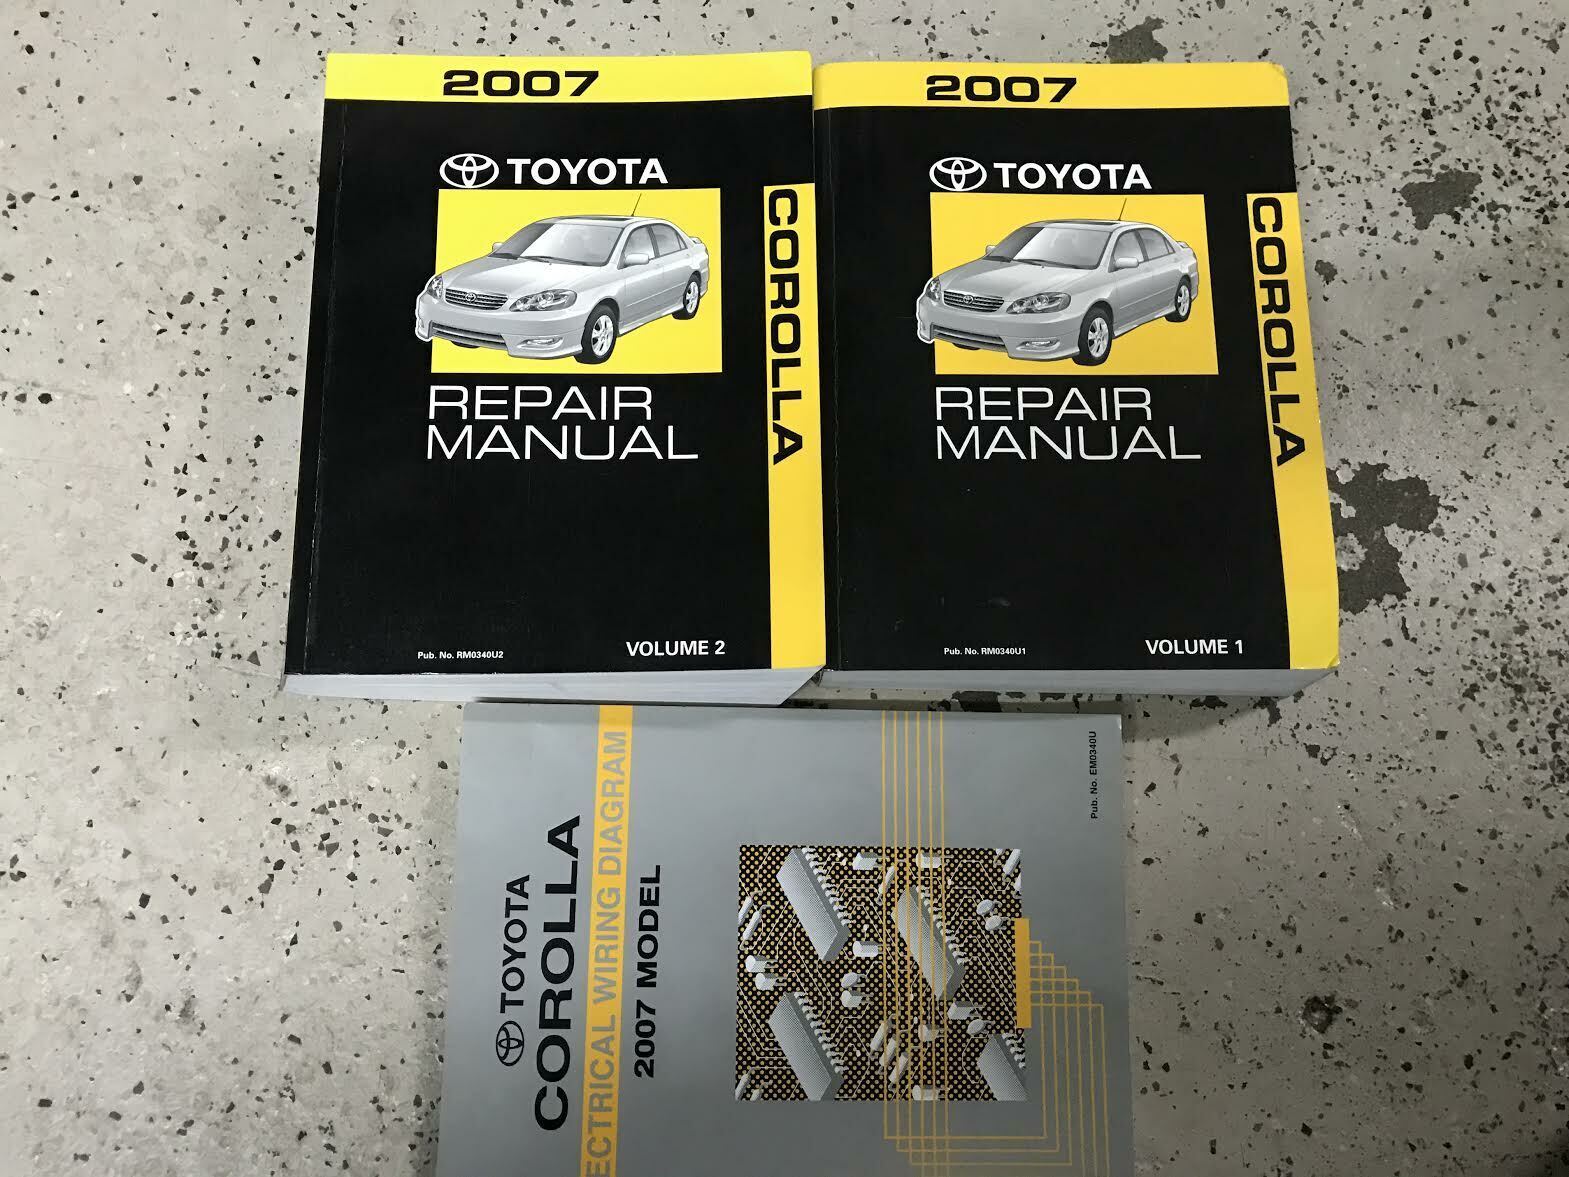 2007
TOYOTA
COROLLA
REPAIR
MANUAL
Pub. No. RM0340U2
VOLUME 2
2007
TOYOTA
COROLLA
REPAIR
MANUAL
Pub. No. RM0340U1
VOLUME 1
TOYOTA
COROLLA
ECTRICAL WIRING DIAGRAM
2007 MODEL
Pub. No. EM0340U